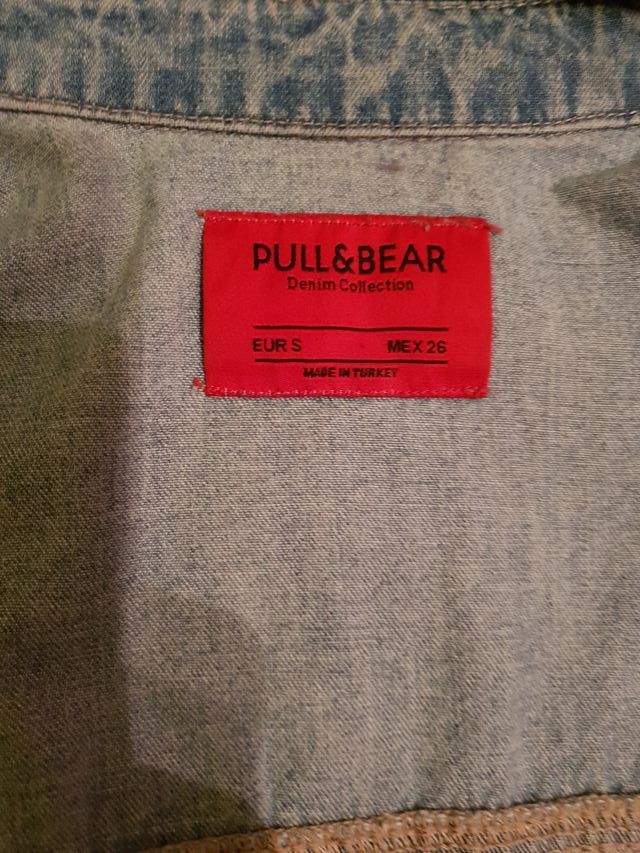 PULL&BEAR
Denim Collection
EUR S MEX 26
MADE IN TURKEY